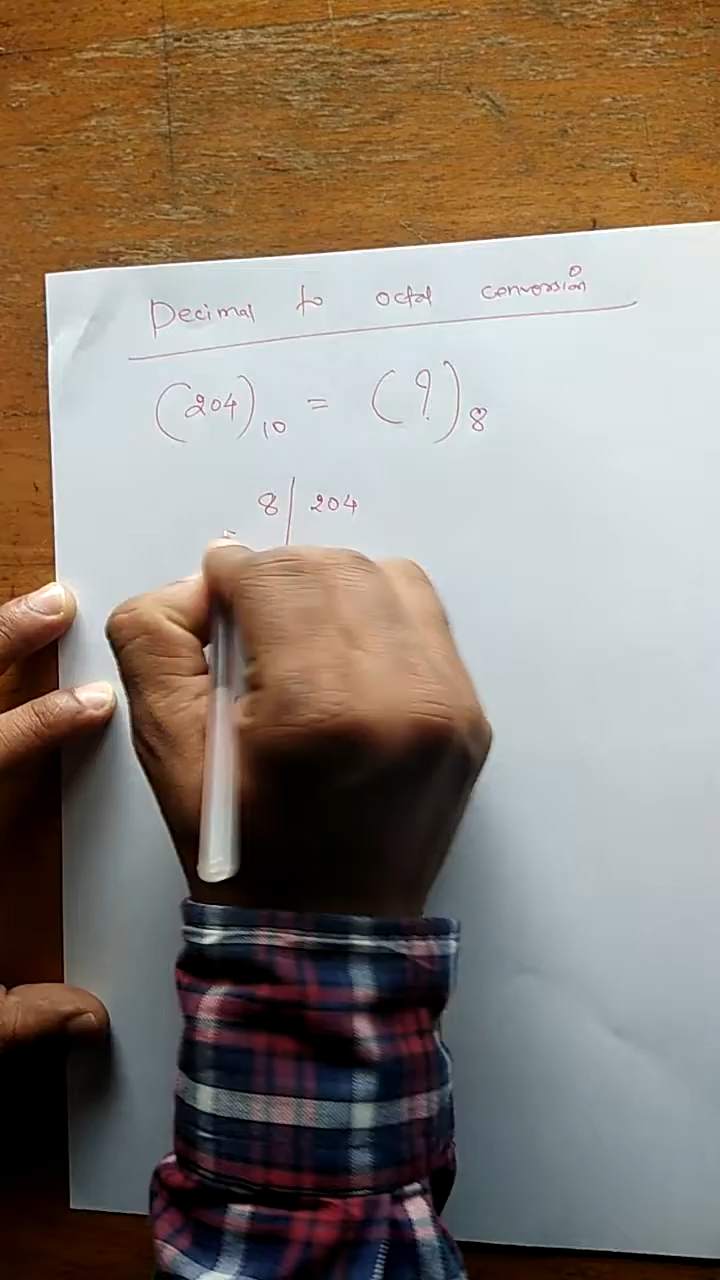 Decimal to octal conversion
(204)10 = (?)8
8 | 204